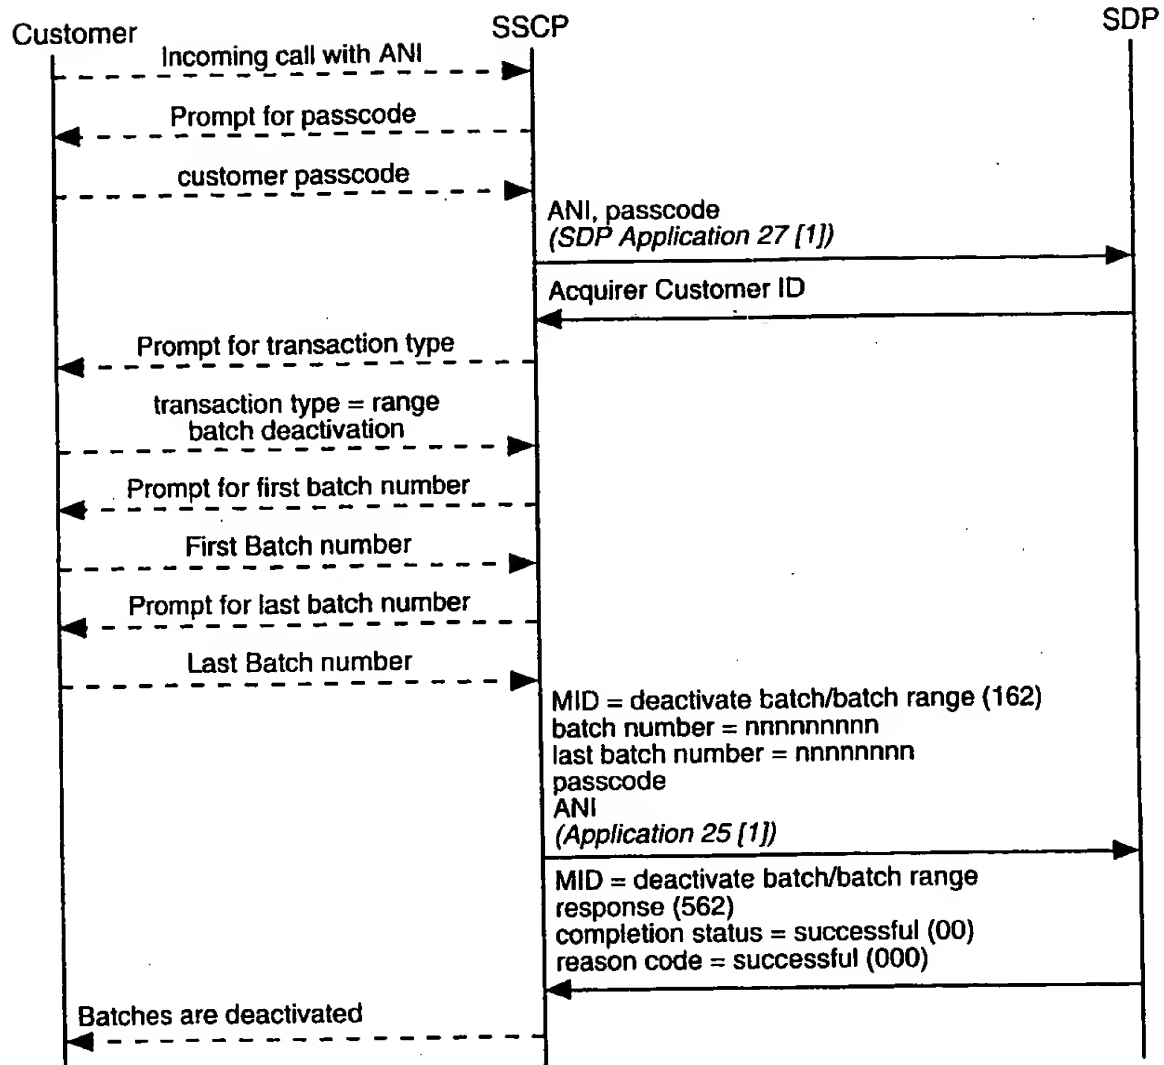 Customer
SSCP
SDP
Incoming call with ANI
Prompt for passcode
customer passcode
ANI, passcode
(SDP Application 27 [1])
Acquirer Customer ID
Prompt for transaction type
transaction type = range
batch deactivation
Prompt for first batch number
First Batch number
Prompt for last batch number
Last Batch number
MID = deactivate batch/batch range (162)
batch number = nnnnnnnnnn
last batch number = nnnnnnnn
passcode
ANI
(Application 25 [1])
MID = deactivate batch/batch range
response (562)
completion status = successful (00)
reason code = successful (000)
Batches are deactivated